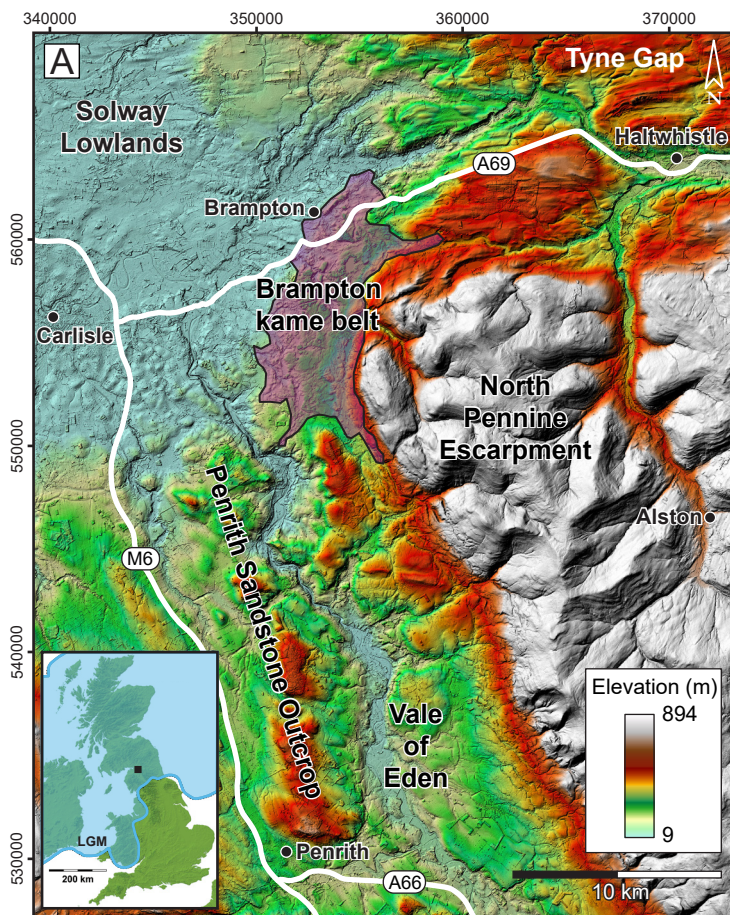 340000
350000
360000
370000
A
Tyne Gap
N
Solway
Lowlands
Haltwhistle
A69
Brampton
560000
Brampton
kame belt
Carlisle
North
Pennine
Escarpment
550000
Penrith Sandstone Outcrop
Alston
M6
540000
Elevation (m)
894
9
Vale
of
Eden
LGM
200 km
530000
Penrith
A66
10 km